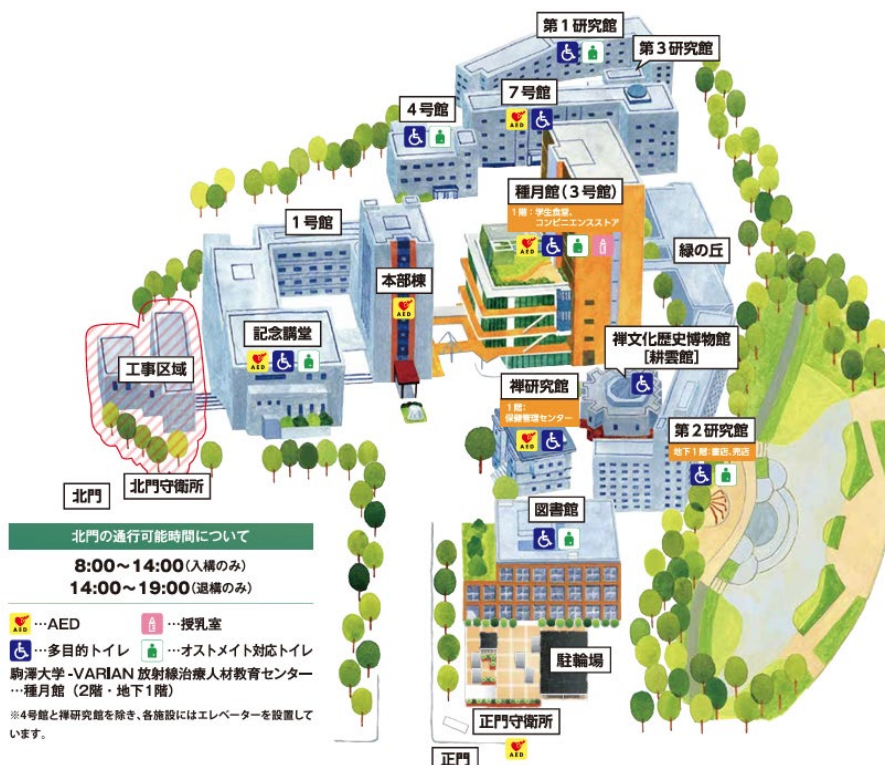 第1研究館
第3研究館
7号館
AED
4号館
種月館(3号館)
1階:学生食堂、
コンビニエンスストア
AED
1号館
緑の丘
本部棟
AED
禅文化歴史博物館
[耕雲館]
記念講堂
AED
工事区域
禅研究館
1階:
保健管理センター
AED
第2研究館
地下1階:書店、売店
北門守衛所
北門
図書館
北門の通行可能時間について
8:00~14:00(入構のみ)
14:00~19:00(退構のみ)
AED
…AED
…授乳室
…多目的トイレ
…オストメイト対応トイレ
駒澤大学-VARIAN 放射線治療人材教育センター
…種月館(2階・地下1階)
※4号館と禅研究館を除き、各施設にはエレベーターを設置して
います。
駐輪場
正門守衛所
AED
正門